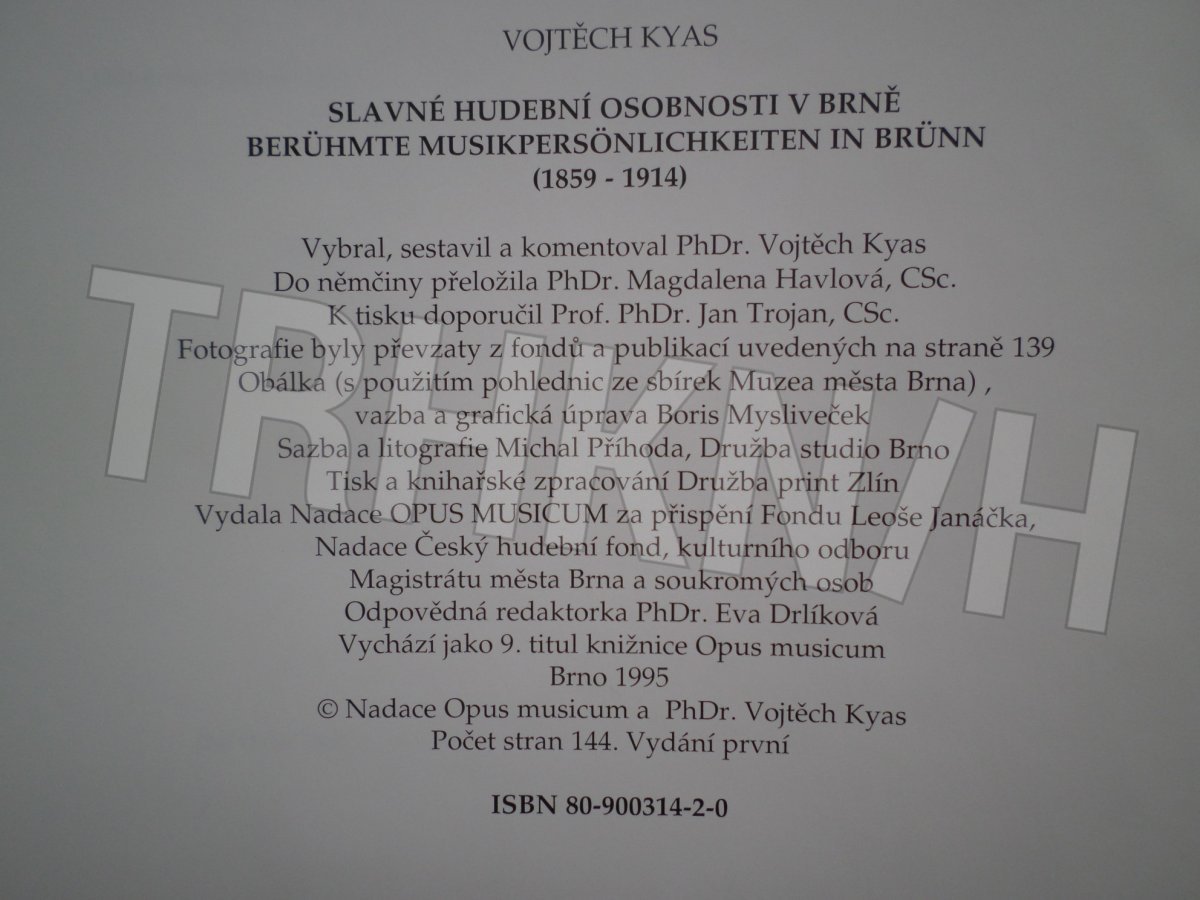 VOJTĚCH KYAS
SLAVNÉ HUDEBNÍ OSOBNOSTI V BRNĚ
BERÜHMTE MUSIKPERSÖNLICHKEITEN IN BRÜNN
(1859 - 1914)
Vybral, sestavil a komentoval PhDr. Vojtěch Kyas
Do němčiny přeložila PhDr. Magdalena Havlová, CSc.
K tisku doporučil Prof. PhDr. Jan Trojan, CSc.
Fotografie byly převzaty z fondů a publikací uvedených na straně 139
Obálka (s použitím pohlednic ze sbírek Muzea města Brna) ,
vazba a grafická úprava Boris Mysliveček
Sazba a litografie Michal Příhoda, Družba studio Brno
Tisk a knihařské zpracování Družba print Zlín
Vydala Nadace OPUS MUSICUM za přispění Fondu Leoše Janáčka,
Nadace Český hudební fond, kulturního odboru
Magistrátu města Brna a soukromých osob
Odpovědná redaktorka PhDr. Eva Drlíková
Vychází jako 9. titul knižnice Opus musicum
Brno 1995
© Nadace Opus musicum a PhDr. Vojtěch Kyas
Počet stran 144. Vydání první
ISBN 80-900314-2-0
TRHKNIH